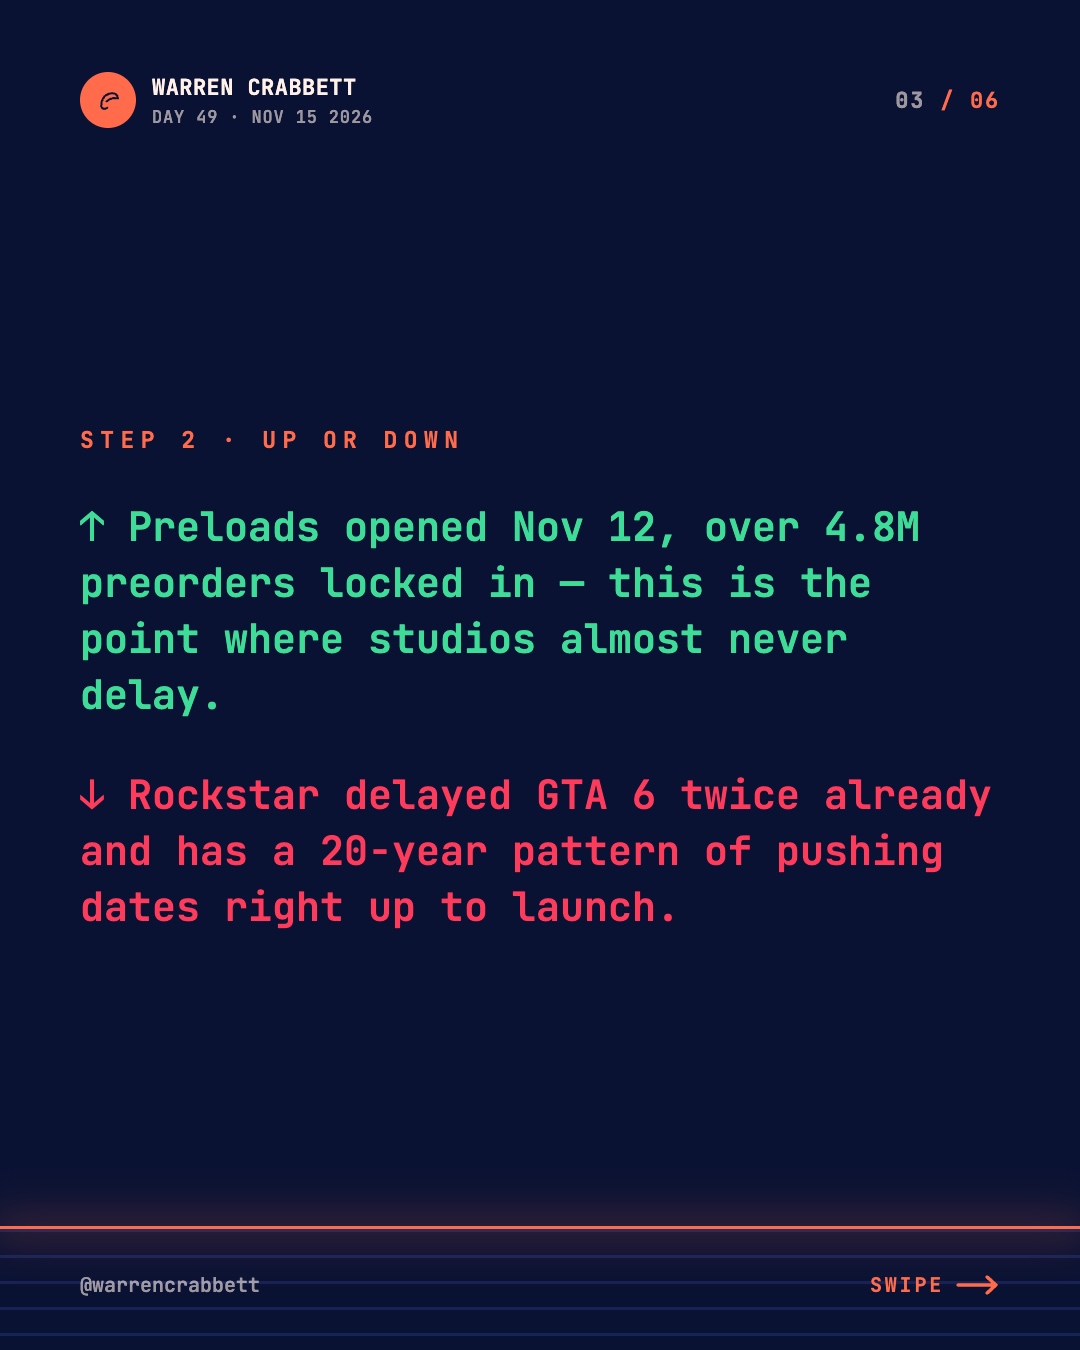 WARREN CRABBETT
DAY 49 · NOV 15 2026
03 / 06
STEP 2 · UP OR DOWN
↑ Preloads opened Nov 12, over 4.8M
preorders locked in — this is the
point where studios almost never
delay.
↓ Rockstar delayed GTA 6 twice already
and has a 20-year pattern of pushing
dates right up to launch.
@warrencrabbett
SWIPE →